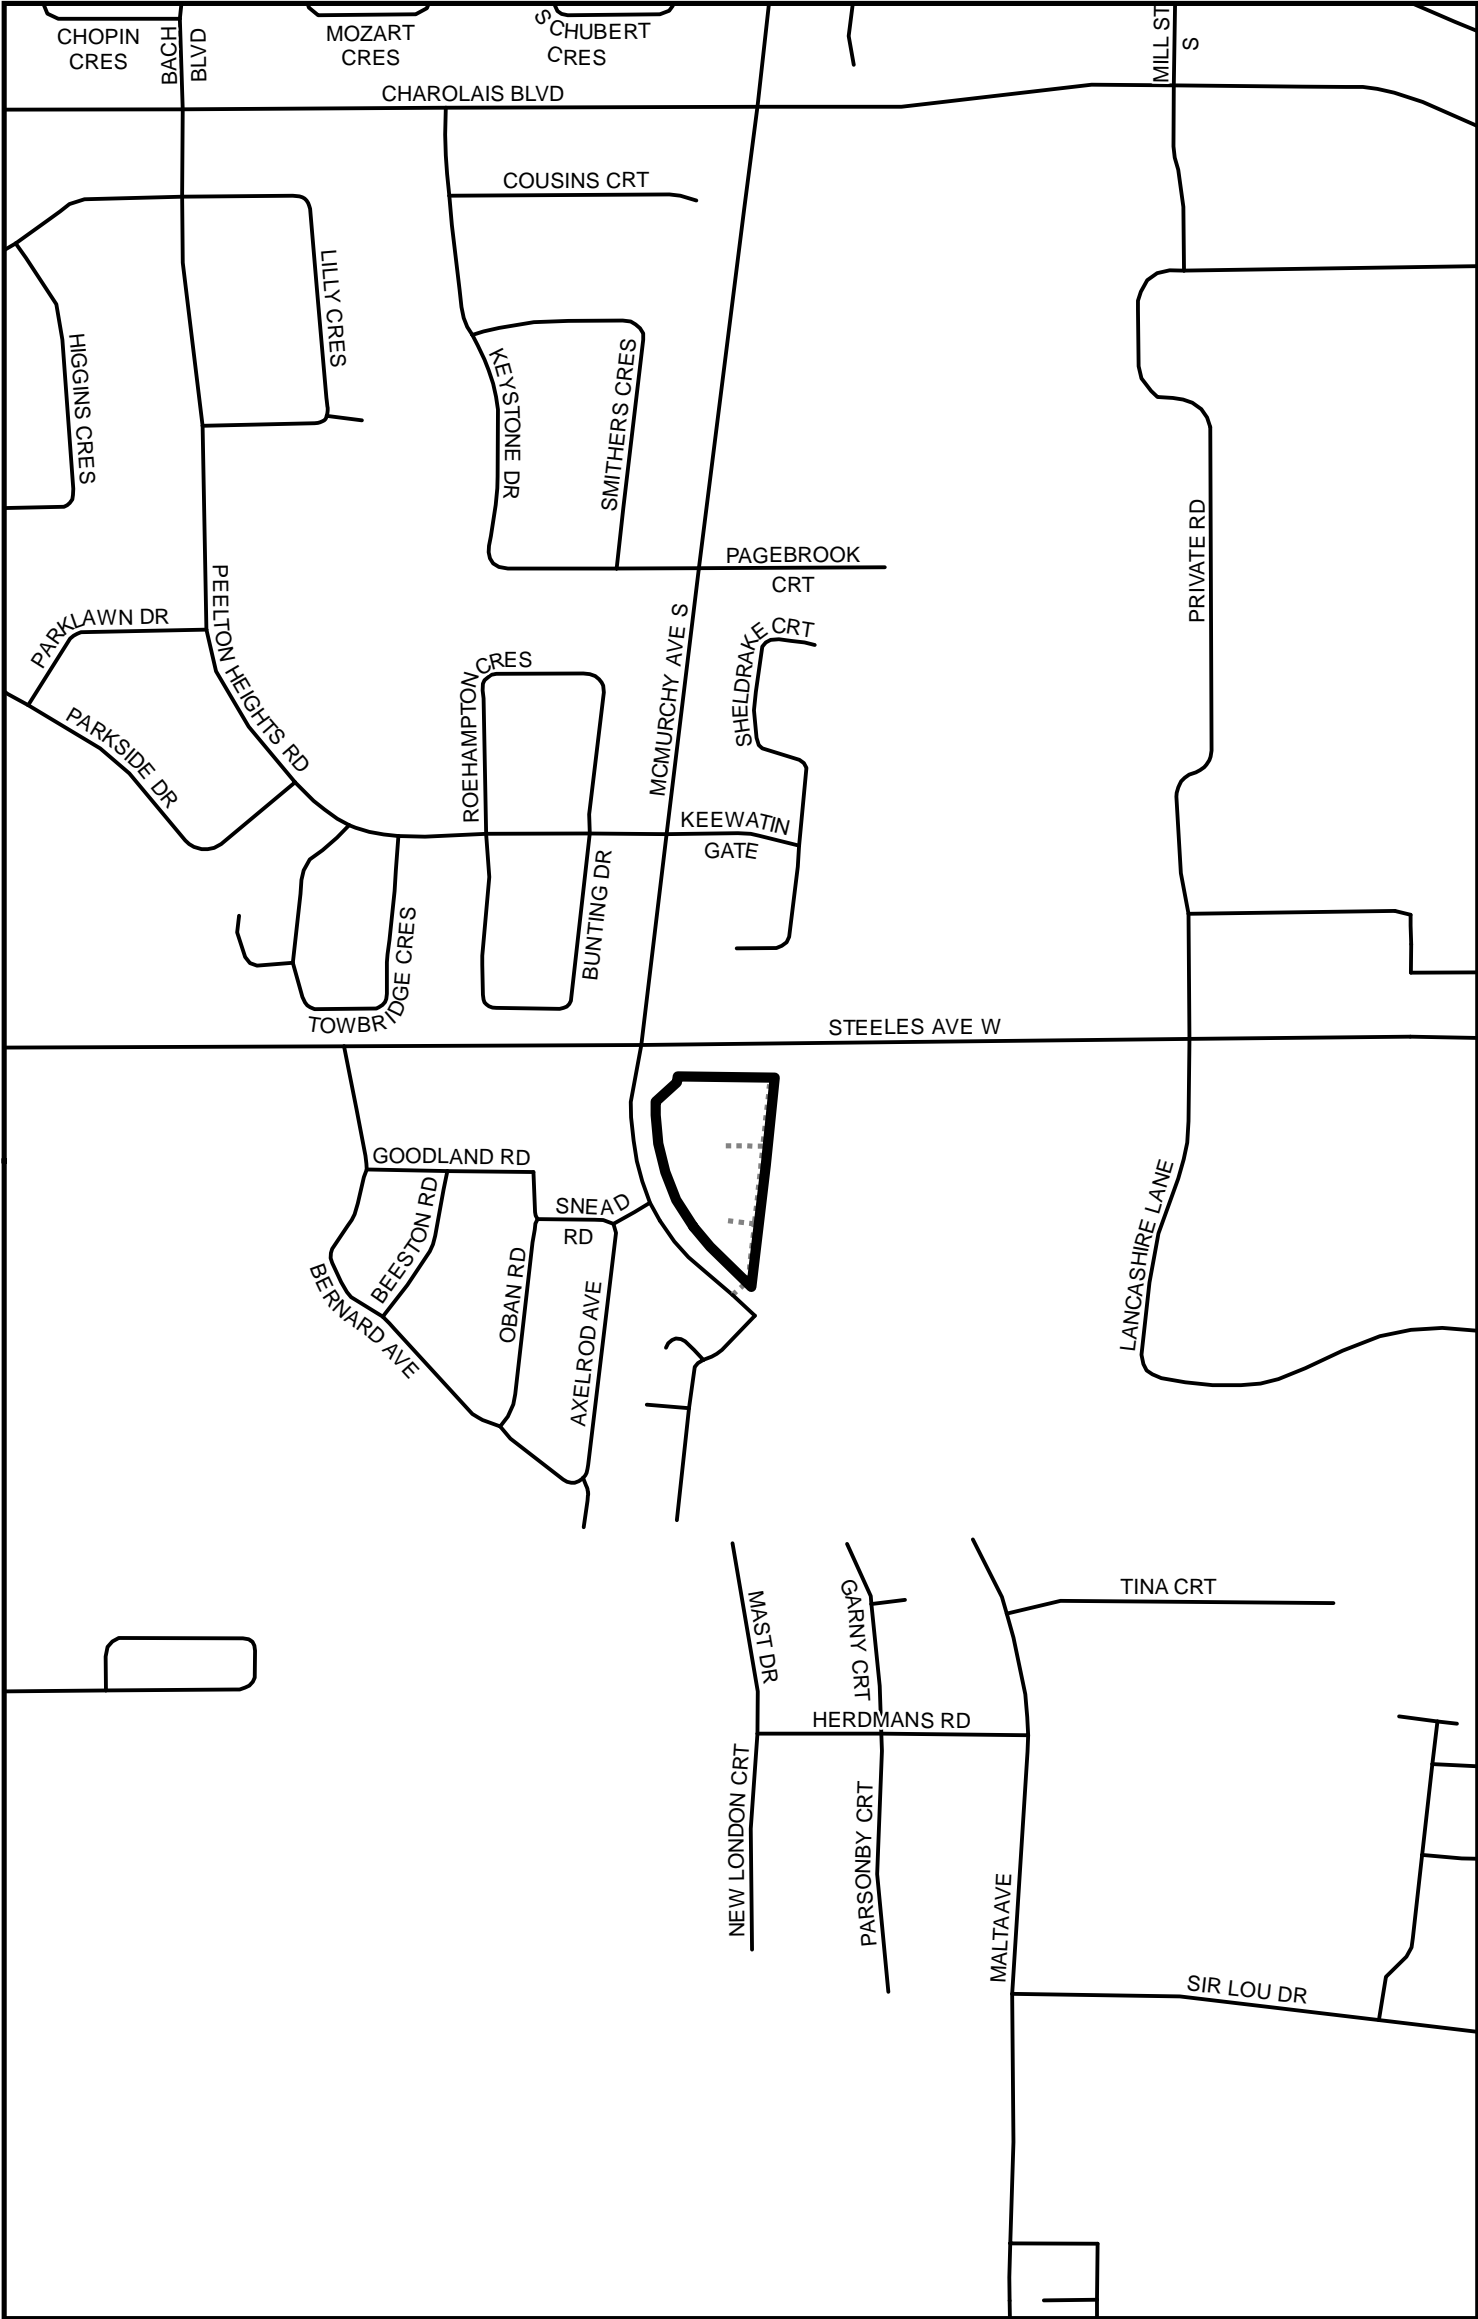 CHOPIN
CRES
BACH
BLVD
MOZART
CRES
SCHUBERT
CRES
MILL ST
S
CHAROLAIS BLVD
COUSINS CRT
LILLY CRES
HIGGINS CRES
KEYSTONE DR
SMITHERS CRES
PAGEBROOK
CRT
PRIVATE RD
PARKLAWN DR
PEELTON HEIGHTS RD
PARKSIDE DR
ROEHAMPTON CRES
MCMURCHY AVE S
SHELDRAKE CRT
KEEWATIN
GATE
BUNTING DR
TOWBRIDGE CRES
STEELES AVE W
GOODLAND RD
BEESTON RD
SNEAD
RD
BERNARD AVE
OBAN RD
AXELROD AVE
LANCASHIRE LANE
MAST DR
GARNY CRT
TINA CRT
HERDMANS RD
NEW LONDON CRT
PARSONBY CRT
MALTA AVE
SIR LOU DR